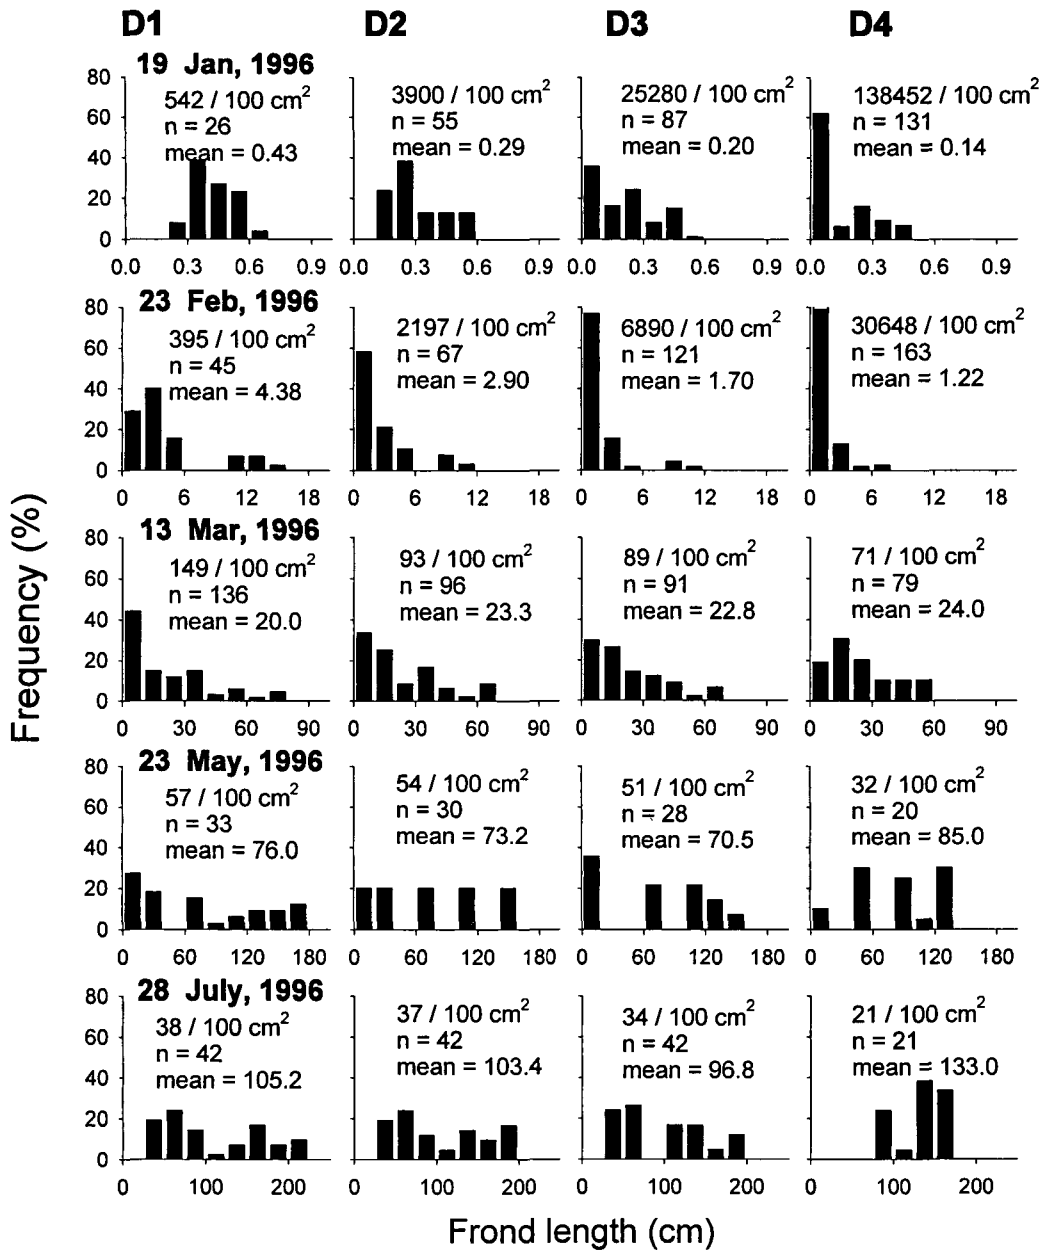 D1 D2 D3 D4
19 Jan, 1996
542 / 100 cm²
n = 26
mean = 0.43
3900 / 100 cm²
n = 55
mean = 0.29
25280 / 100 cm²
n = 87
mean = 0.20
138452 / 100 cm²
n = 131
mean = 0.14
80
60
40
20
0
0.0 0.3 0.6 0.9 0.0 0.3 0.6 0.9 0.0 0.3 0.6 0.9 0.0 0.3 0.6 0.9
23 Feb, 1996
395 / 100 cm²
n = 45
mean = 4.38
2197 / 100 cm²
n = 67
mean = 2.90
6890 / 100 cm²
n = 121
mean = 1.70
30648 / 100 cm²
n = 163
mean = 1.22
80
60
40
20
0
0 6 12 18 0 6 12 18 0 6 12 18 0 6 12 18
13 Mar, 1996
149 / 100 cm²
n = 136
mean = 20.0
93 / 100 cm²
n = 96
mean = 23.3
89 / 100 cm²
n = 91
mean = 22.8
71 / 100 cm²
n = 79
mean = 24.0
80
60
40
20
0
0 30 60 90 0 30 60 90 0 30 60 90 0 30 60 90
23 May, 1996
57 / 100 cm²
n = 33
mean = 76.0
54 / 100 cm²
n = 30
mean = 73.2
51 / 100 cm²
n = 28
mean = 70.5
32 / 100 cm²
n = 20
mean = 85.0
80
60
40
20
0
0 60 120 180 0 60 120 180 0 60 120 180 0 60 120 180
28 July, 1996
38 / 100 cm²
n = 42
mean = 105.2
37 / 100 cm²
n = 42
mean = 103.4
34 / 100 cm²
n = 42
mean = 96.8
21 / 100 cm²
n = 21
mean = 133.0
80
60
40
20
0
0 100 200 0 100 200 0 100 200 0 100 200
Frequency (%)
Frond length (cm)